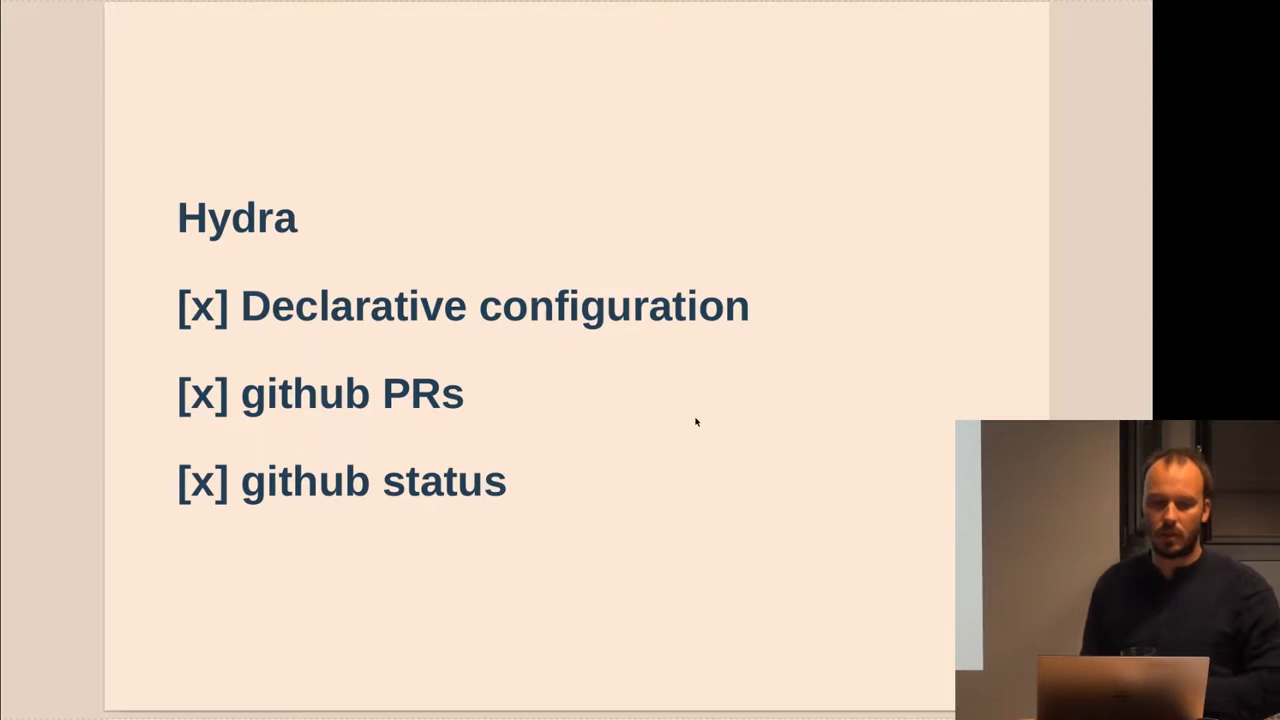 Hydra
[x] Declarative configuration
[x] github PRs
[x] github status